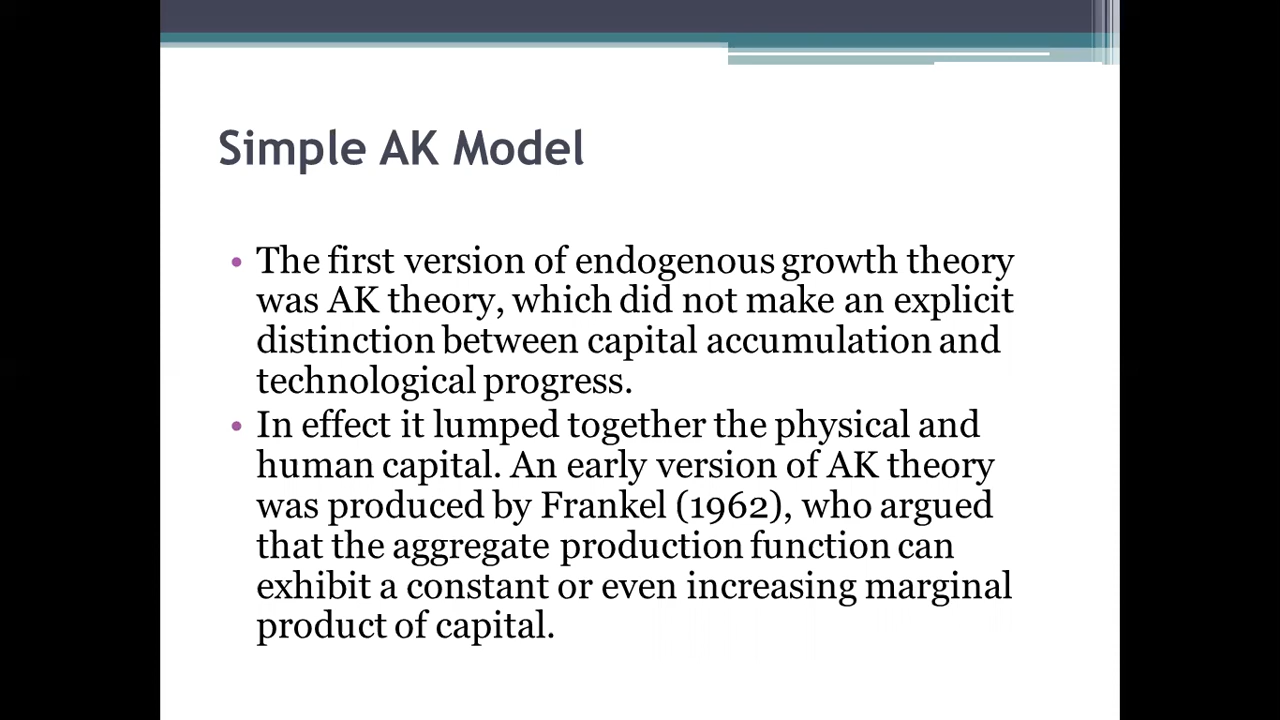 Simple AK Model
• The first version of endogenous growth theory
was AK theory, which did not make an explicit
distinction between capital accumulation and
technological progress.
• In effect it lumped together the physical and
human capital. An early version of AK theory
was produced by Frankel (1962), who argued
that the aggregate production function can
exhibit a constant or even increasing marginal
product of capital.